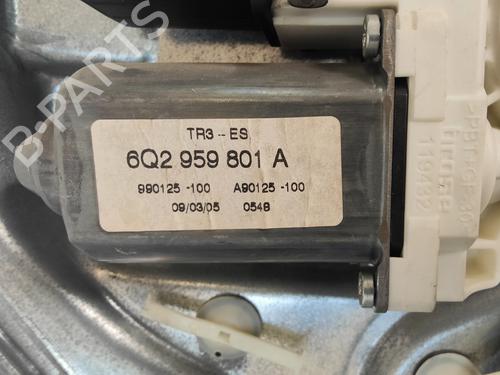 TR3 -- ES
6Q2 959 801 A
990125 -100 A90125 -100
09/03/05 0548
B-PARTS